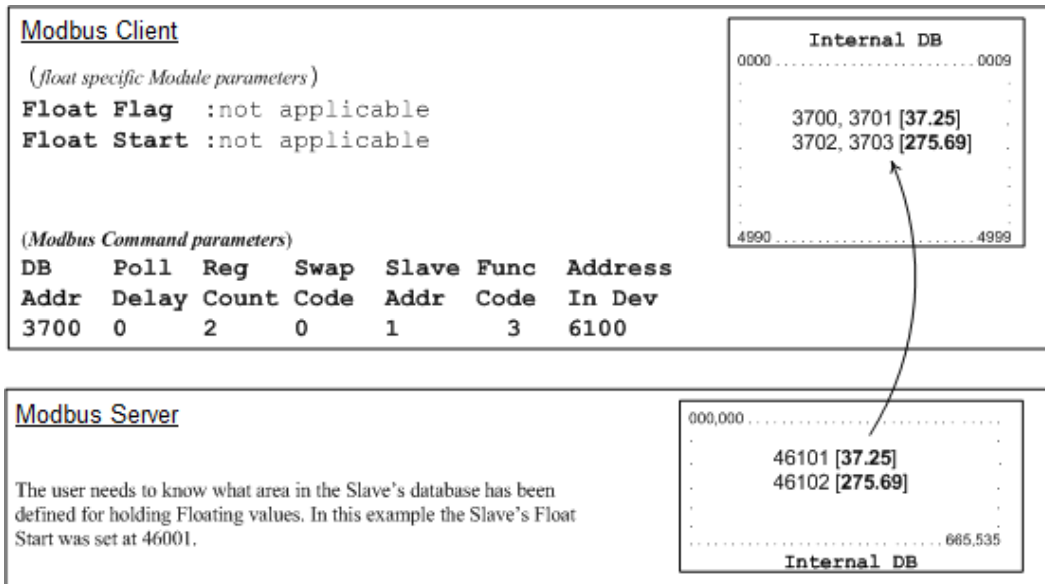 Modbus Client
(float specific Module parameters)
Float Flag :not applicable
Float Start :not applicable
(Modbus Command parameters)
DB Poll Reg Swap Slave Func Address
Addr Delay Count Code Addr Code In Dev
3700 0 2 0 1 3 6100
Internal DB
0000 ........................ 0009
3700, 3701 [37.25]
3702, 3703 [275.69]
4990 ........................ 4999
Modbus Server
The user needs to know what area in the Slave's database has been
defined for holding Floating values. In this example the Slave's Float
Start was set at 46001.
000,000 ..............................
46101 [37.25]
46102 [275.69]
.............................. 665,535
Internal DB